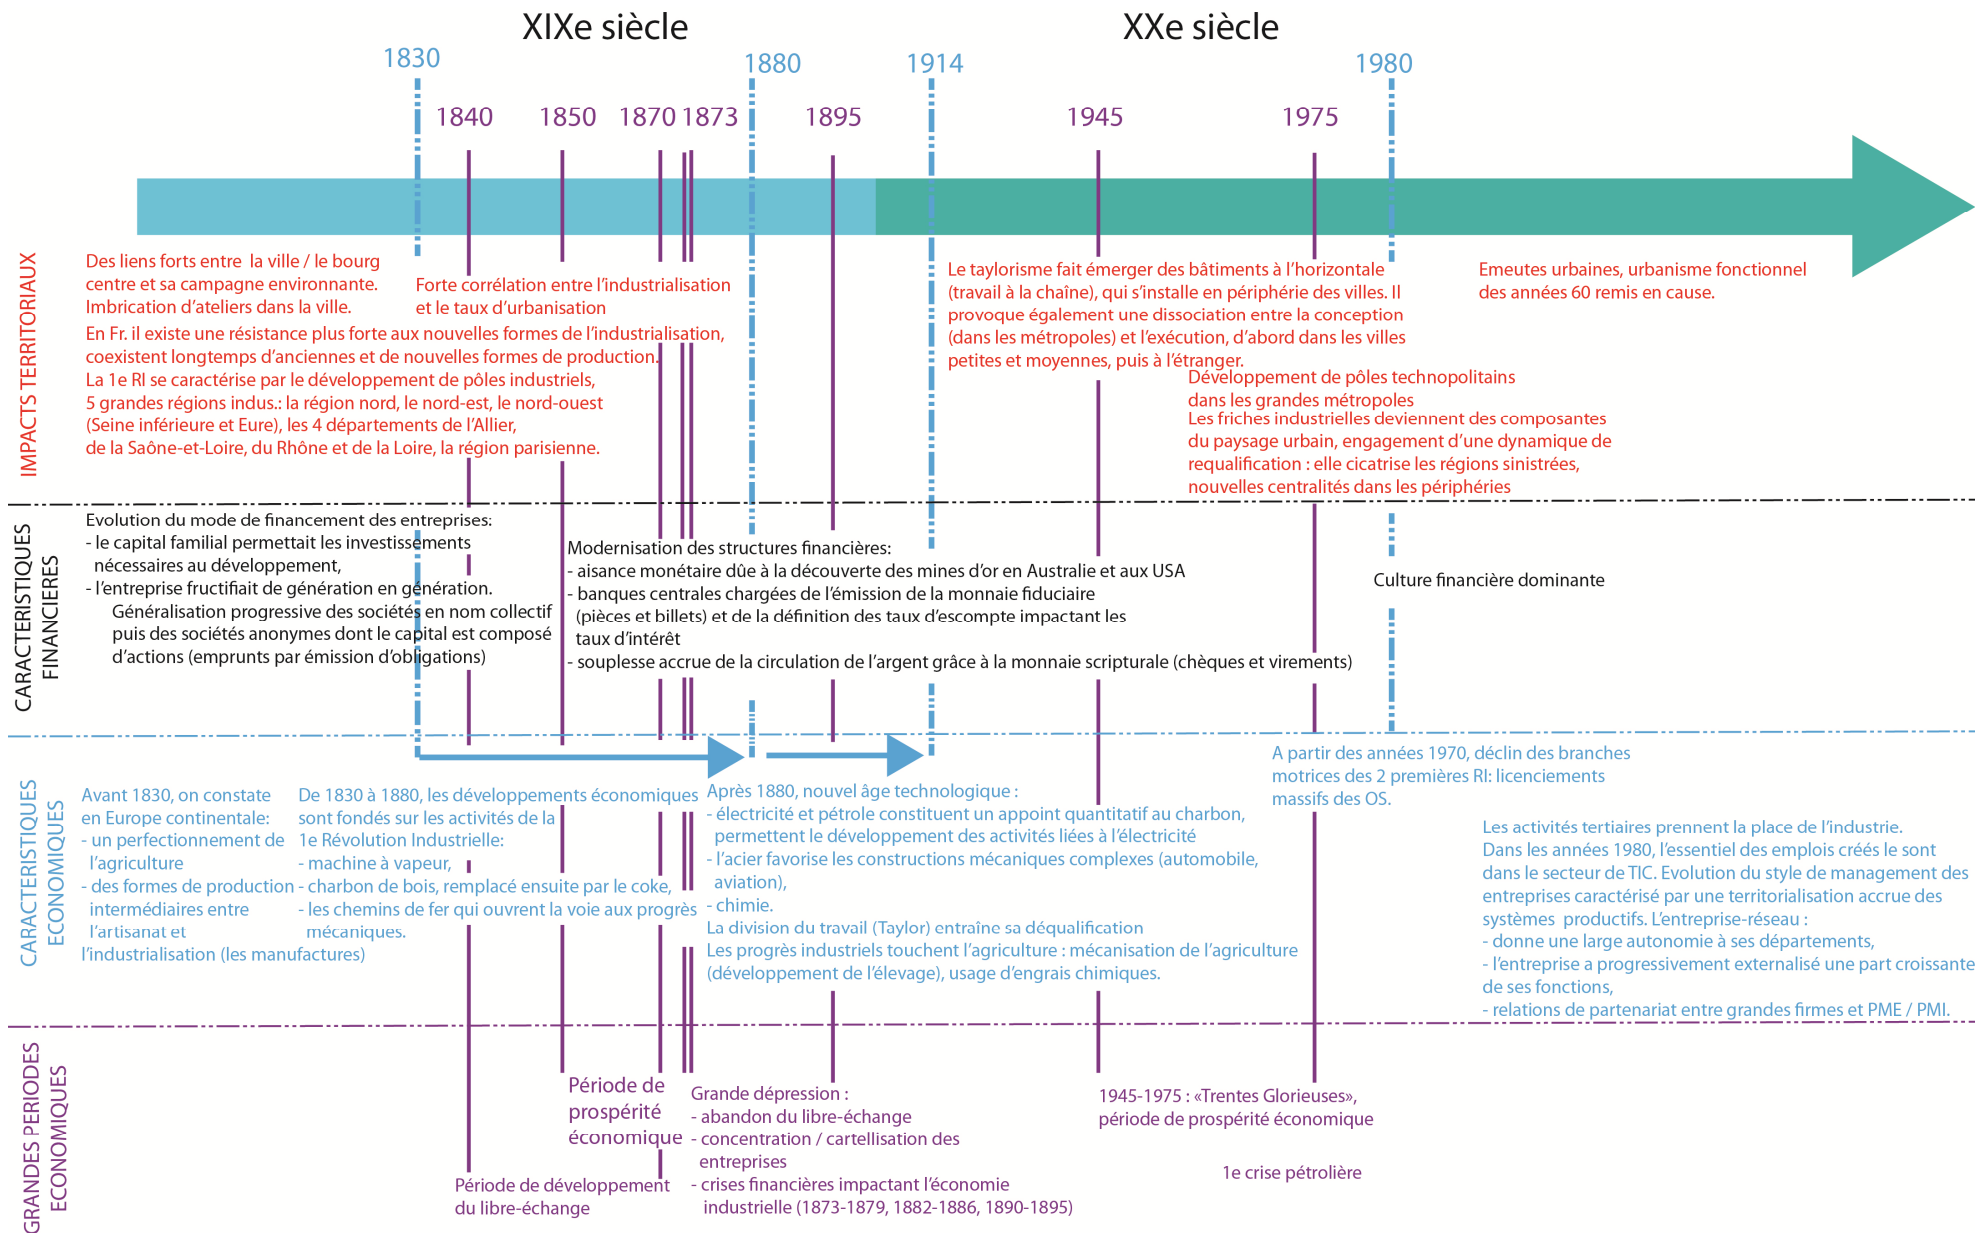 XIXe siècle
XXe siècle
1830
1880
1914
1980
1840
1850
1870
1873
1895
1945
1975
IMPACTS TERRITORIAUX
Des liens forts entre la ville / le bourg
centre et sa campagne environnante.
Imbrication d'ateliers dans la ville.
Forte corrélation entre l'industrialisation
et le taux d'urbanisation
En Fr. il existe une résistance plus forte aux nouvelles formes de l'industrialisation,
coexistent longtemps d'anciennes et de nouvelles formes de production.
La 1e RI se caractérise par le développement de pôles industriels,
5 grandes régions indus.: la région nord, le nord-est, le nord-ouest
(Seine inférieure et Eure), les 4 départements de l'Allier,
de la Saône-et-Loire, du Rhône et de la Loire, la région parisienne.
Le taylorisme fait émerger des bâtiments à l'horizontale
(travail à la chaîne), qui s'installe en périphérie des villes. Il
provoque également une dissociation entre la conception
(dans les métropoles) et l'exécution, d'abord dans les villes
petites et moyennes, puis à l'étranger.
Développement de pôles technopolitains
dans les grandes métropoles
Les friches industrielles deviennent des composantes
du paysage urbain, engagement d'une dynamique de
requalification : elle cicatrise les régions sinistrées,
nouvelles centralités dans les périphéries
Emeutes urbaines, urbanisme fonctionnel
des années 60 remis en cause.
CARACTERISTIQUES
FINANCIERES
Evolution du mode de financement des entreprises:
- le capital familial permettait les investissements
nécessaires au développement,
- l'entreprise fructifiait de génération en génération.
Généralisation progressive des sociétés en nom collectif
puis des sociétés anonymes dont le capital est composé
d'actions (emprunts par émission d'obligations)
Modernisation des structures financières:
- aisance monétaire dûe à la découverte des mines d'or en Australie et aux USA
- banques centrales chargées de l'émission de la monnaie fiduciaire
(pièces et billets) et de la définition des taux d'escompte impactant les
taux d'intérêt
- souplesse accrue de la circulation de l'argent grâce à la monnaie scripturale (chèques et virements)
Culture financière dominante
CARACTERISTIQUES
ECONOMIQUES
Avant 1830, on constate
en Europe continentale:
- un perfectionnement de
l'agriculture
- des formes de production
intermédiaires entre
l'artisanat et
l'industrialisation (les manufactures)
De 1830 à 1880, les développements économiques
sont fondés sur les activités de la
1e Révolution Industrielle:
- machine à vapeur,
- charbon de bois, remplacé ensuite par le coke,
- les chemins de fer qui ouvrent la voie aux progrès
mécaniques.
Après 1880, nouvel âge technologique :
- électricité et pétrole constituent un appoint quantitatif au charbon,
permettent le développement des activités liées à l'électricité
- l'acier favorise les constructions mécaniques complexes (automobile,
aviation),
- chimie.
La division du travail (Taylor) entraîne sa déqualification
Les progrès industriels touchent l'agriculture : mécanisation de l'agriculture
(développement de l'élevage), usage d'engrais chimiques.
A partir des années 1970, déclin des branches
motrices des 2 premières RI: licenciements
massifs des OS.
Les activités tertiaires prennent la place de l'industrie.
Dans les années 1980, l'essentiel des emplois créés le sont
dans le secteur de TIC. Evolution du style de management des
entreprises caractérisé par une territorialisation accrue des
systèmes productifs. L'entreprise-réseau :
- donne une large autonomie à ses départements,
- l'entreprise a progressivement externalisé une part croissante
de ses fonctions,
- relations de partenariat entre grandes firmes et PME / PMI.
GRANDES PERIODES
ECONOMIQUES
Période de
prospérité
économique
Période de développement
du libre-échange
Grande dépression :
- abandon du libre-échange
- concentration / cartellisation des
entreprises
- crises financières impactant l'économie
industrielle (1873-1879, 1882-1886, 1890-1895)
1945-1975 : «Trentes Glorieuses»,
période de prospérité économique
1e crise pétrolière